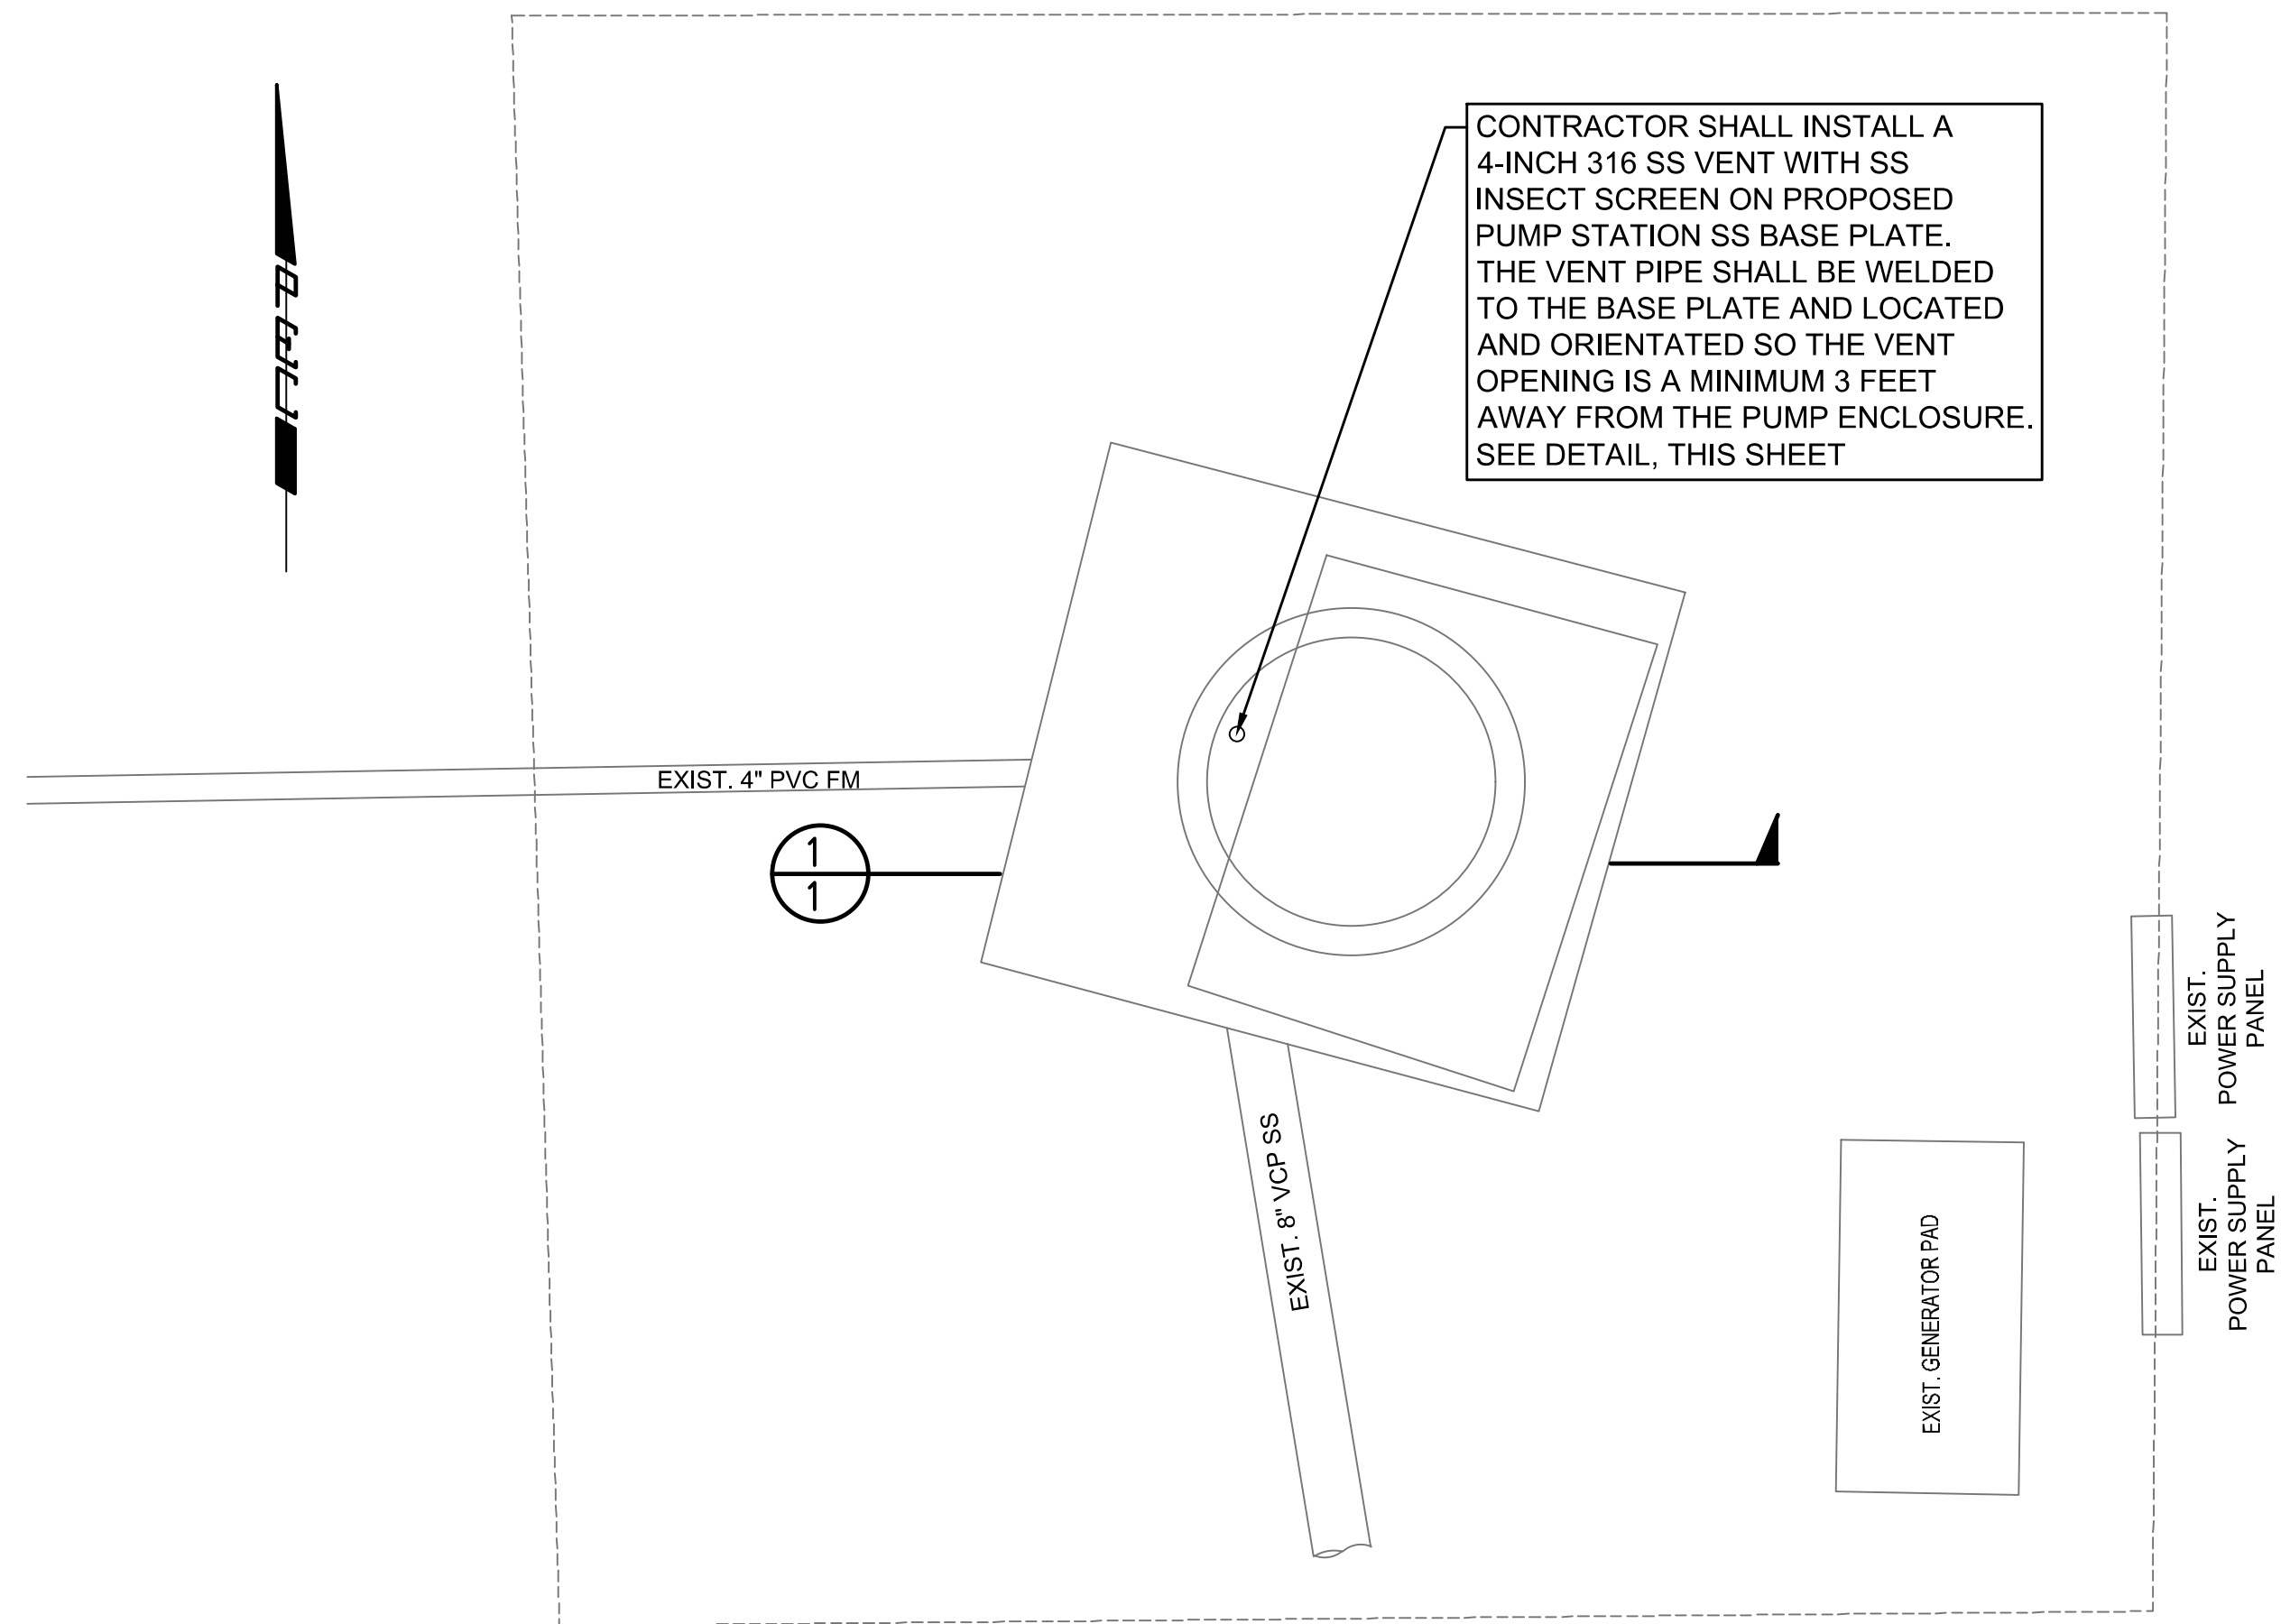 CONTRACTOR SHALL INSTALL A
4-INCH 316 SS VENT WITH SS
INSECT SCREEN ON PROPOSED
PUMP STATION SS BASE PLATE.
THE VENT PIPE SHALL BE WELDED
TO THE BASE PLATE AND LOCATED
AND ORIENTATED SO THE VENT
OPENING IS A MINIMUM 3 FEET
AWAY FROM THE PUMP ENCLOSURE.
SEE DETAIL, THIS SHEET
EXIST. 4" PVC FM
1
1
EXIST.
POWER SUPPLY
PANEL
EXIST. 8" VCP SS
EXIST. GENERATOR PAD
EXIST.
POWER SUPPLY
PANEL